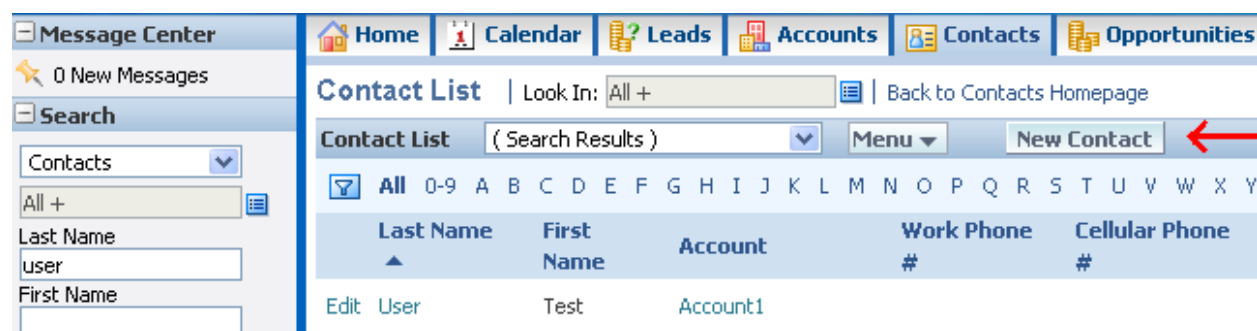 Message Center
0 New Messages
Search
Contacts
All +
Last Name
user
First Name
Home Calendar Leads Accounts Contacts Opportunities
Contact List | Look In: All + | Back to Contacts Homepage
Contact List ( Search Results ) Menu New Contact
All 0-9 A B C D E F G H I J K L M N O P Q R S T U V W X Y
Last Name First Name Account Work Phone # Cellular Phone #
Edit User Test Account1